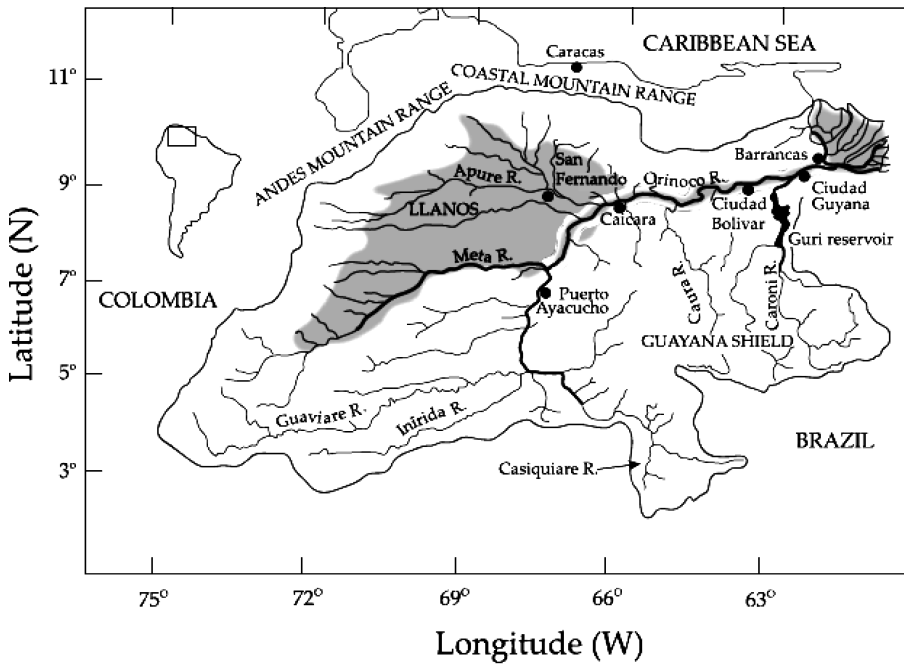 CARIBBEAN SEA
Caracas
11°
COASTAL MOUNTAIN RANGE
ANDES MOUNTAIN RANGE
Barrancas
San
Fernando
Apure R.
Orinoco R.
9°
Ciudad
Guyana
LLANOS
Caicara
Ciudad
Bolivar
Guri reservoir
Meta R.
7°
Caura R.
Caroni R.
COLOMBIA
Puerto
Ayacucho
GUAYANA SHIELD
5°
Guaviare R.
Inírida R.
BRAZIL
Casiquiare R.
3°
Latitude (N)
75°
72°
69°
66°
63°
Longitude (W)